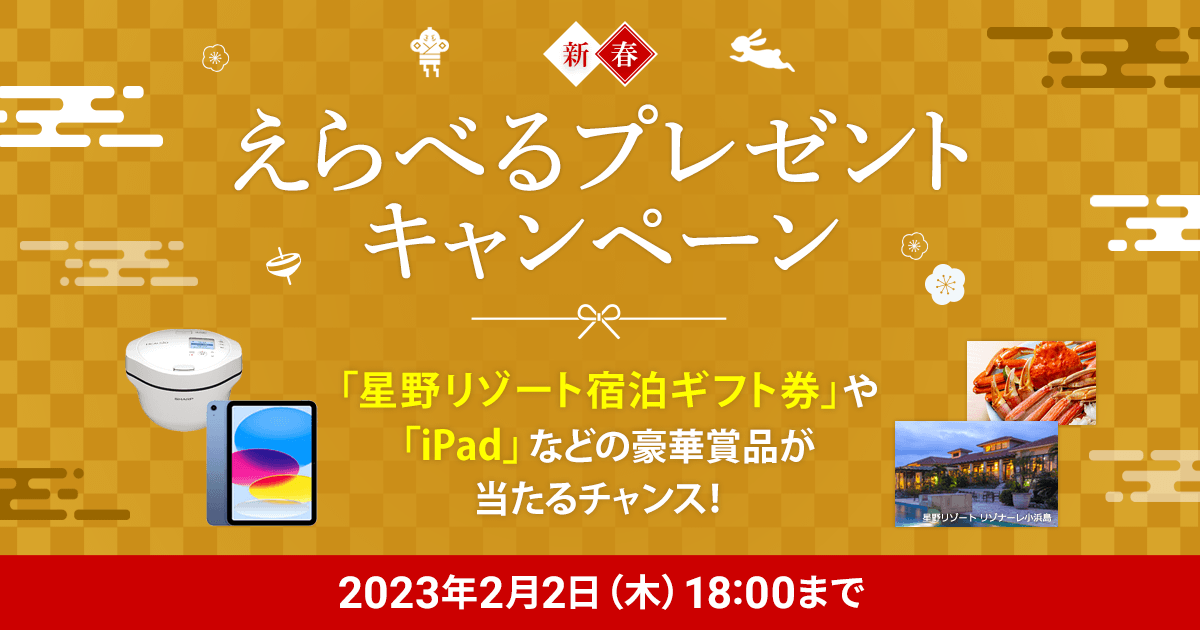 新春
えらべるプレゼント
キャンペーン
「星野リゾート宿泊ギフト券」や
「iPad」などの豪華賞品が
当たるチャンス！
星野リゾート リゾナーレ小浜島
2023年2月2日（木）18:00まで